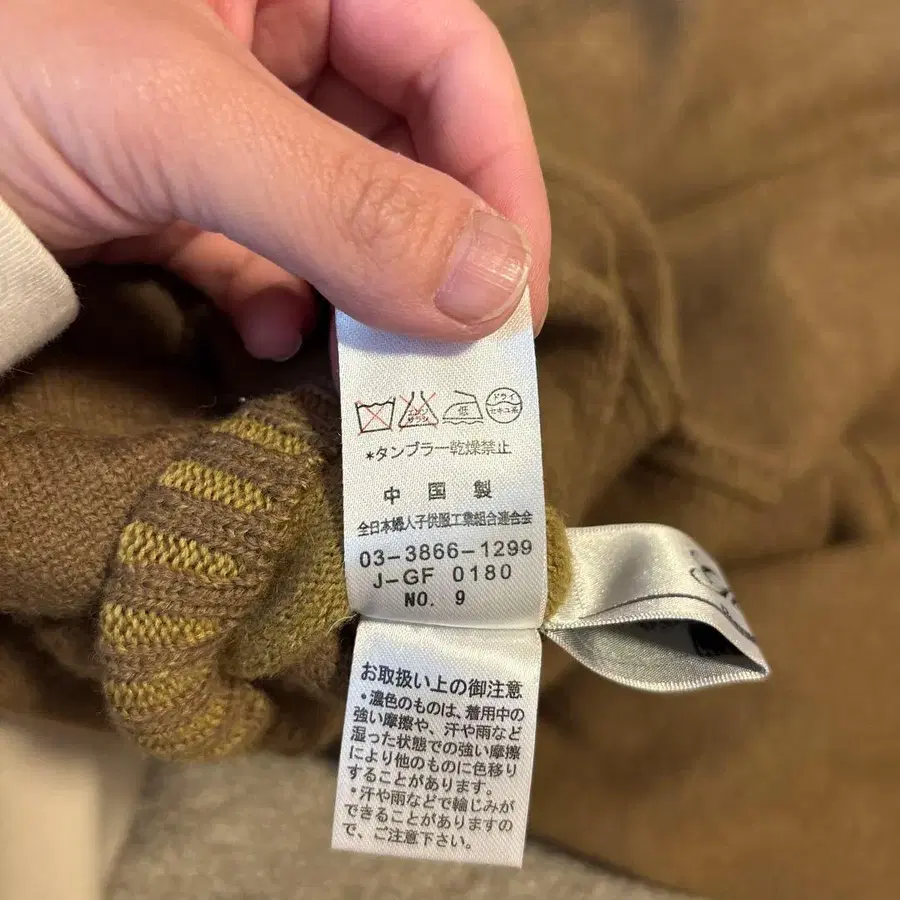 エンソ サラシ
低
ドライ
セキユ系
*タンブラー乾燥禁止
中国製
全日本婦人子供服工業組合連合会
03-3866-1299
J-GF 0180
NO. 9
お取扱い上の御注意
・濃色のものは、着用中の
強い摩擦や、汗や雨など
湿った状態での強い摩擦
により他のものに色移り
することがあります。
・汗や雨などで輪じみが
できることがありますの
で、ご注意下さい。